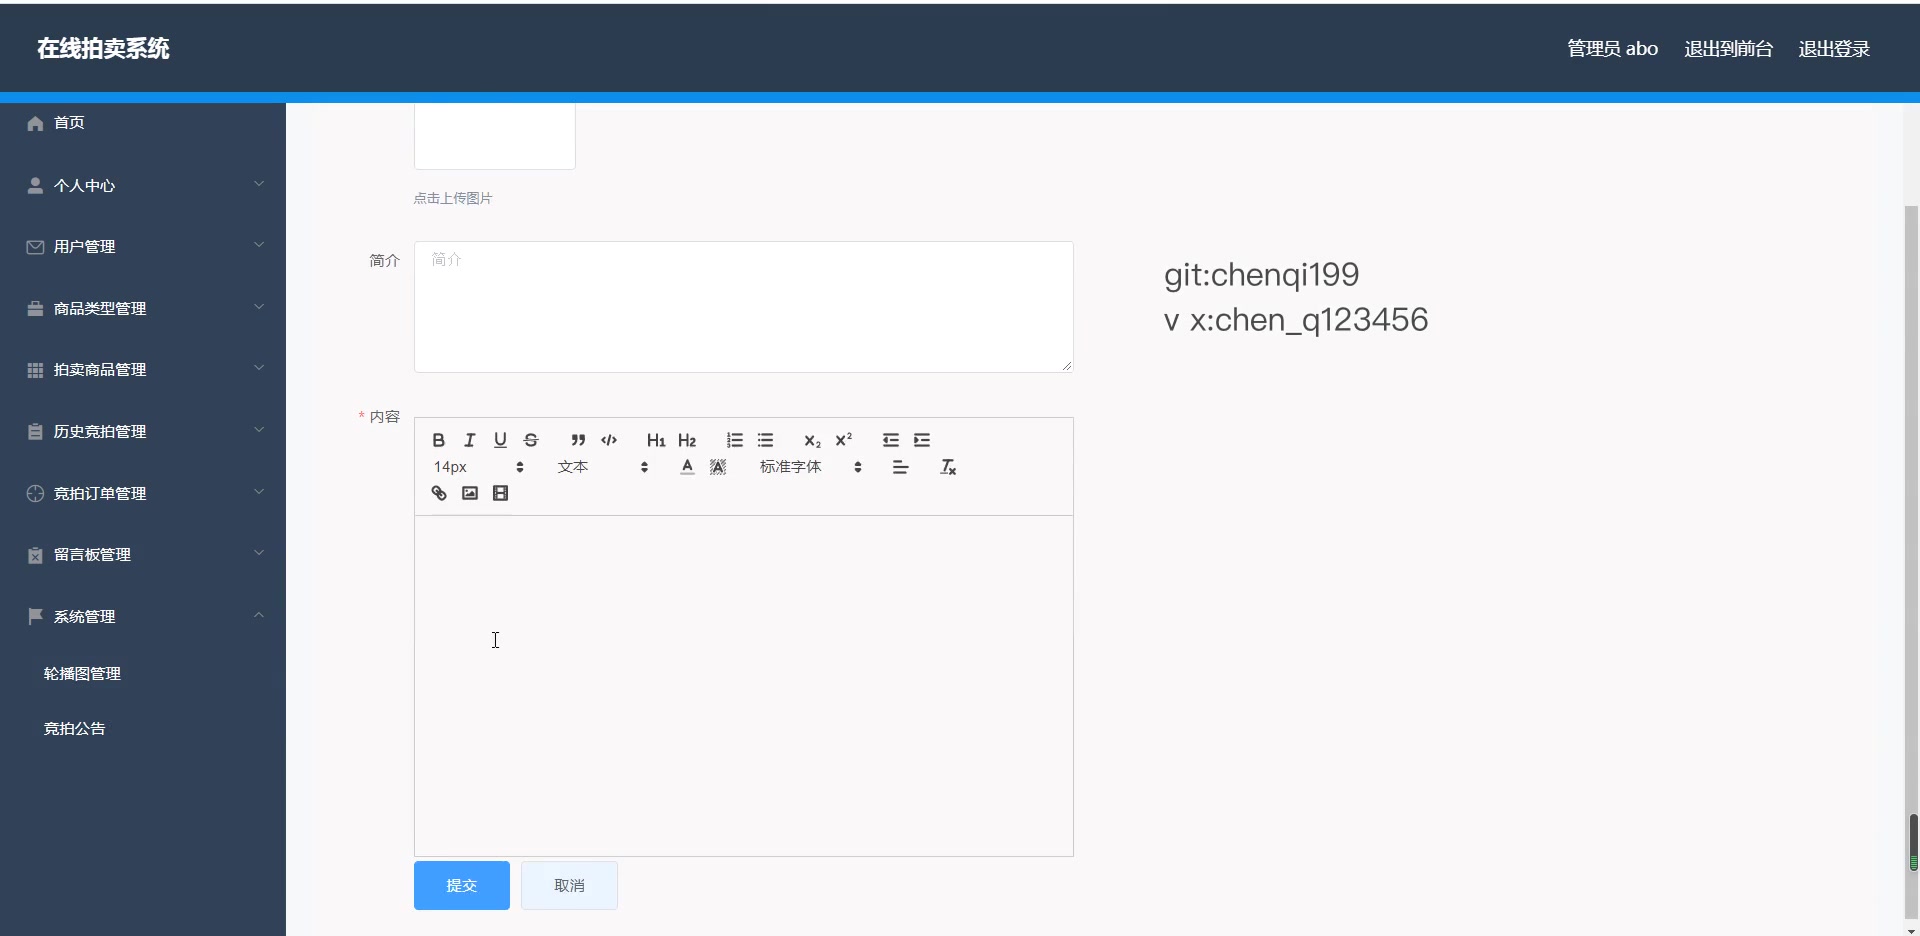 在线拍卖系统
管理员 abo 退出到前台 退出登录
首页
个人中心
用户管理
商品类型管理
拍卖商品管理
历史竞拍管理
竞拍订单管理
留言板管理
系统管理
轮播图管理
竞拍公告
点击上传图片
简介
简介
git:chenqi199
v x:chen_q123456
* 内容
H1 H2
14px 文本 标准字体
提交 取消